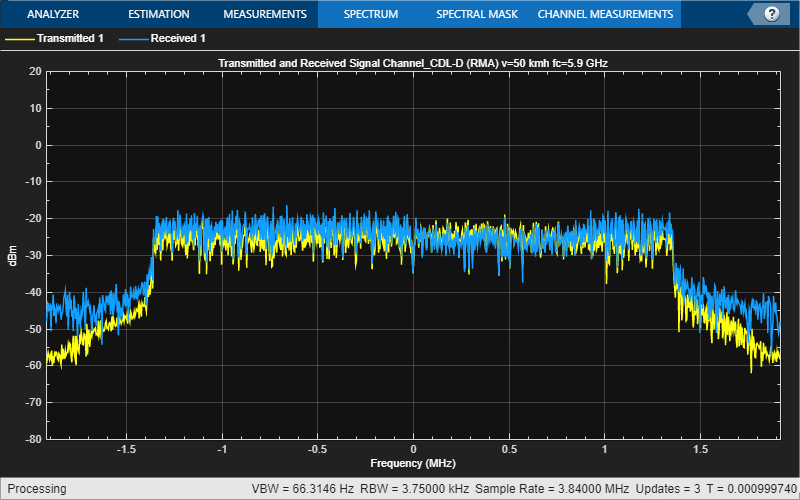 ANALYZER ESTIMATION MEASUREMENTS SPECTRUM SPECTRAL MASK CHANNEL MEASUREMENTS ?
Transmitted 1 Received 1
Transmitted and Received Signal Channel_CDL-D (RMA) v=50 kmh fc=5.9 GHz
20
10
0
-10
-20
-30
-40
-50
-60
-70
-80
dBm
-1.5 -1 -0.5 0 0.5 1 1.5
Frequency (MHz)
Processing VBW = 66.3146 Hz RBW = 3.75000 kHz Sample Rate = 3.84000 MHz Updates = 3 T = 0.000999740